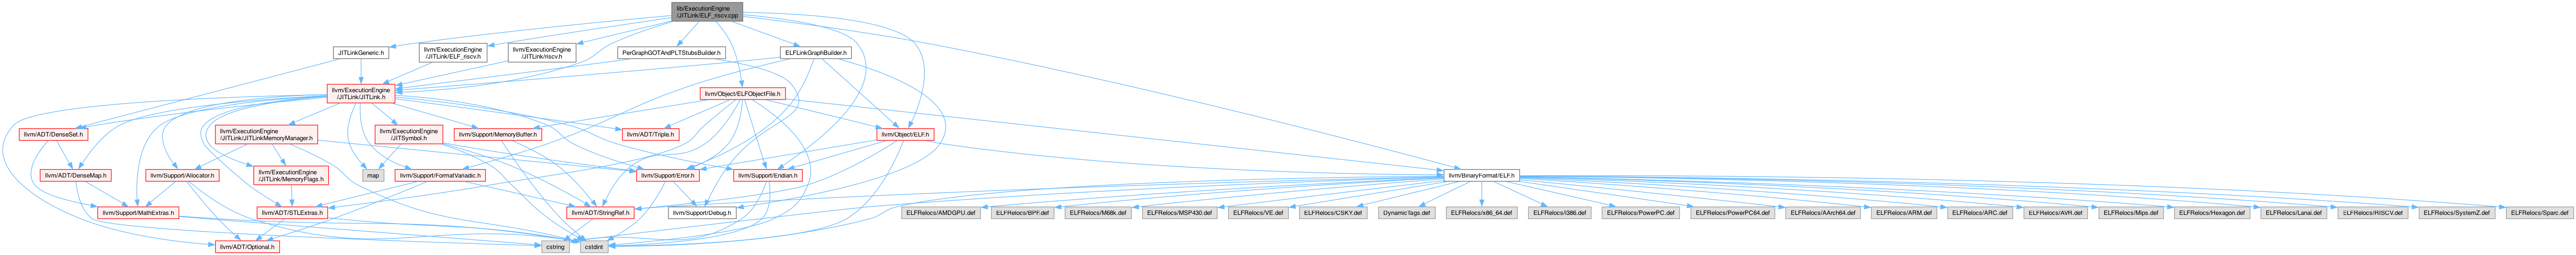 lib/ExecutionEngine
/JITLink/ELF_riscv.cpp
JITLinkGeneric.h
llvm/ExecutionEngine
/JITLink/ELF_riscv.h
llvm/ExecutionEngine
/JITLink/riscv.h
PerGraphGOTAndPLTStubsBuilder.h
ELFLinkGraphBuilder.h
llvm/ExecutionEngine
/JITLink/JITLink.h
llvm/Object/ELFObjectFile.h
llvm/ADT/DenseSet.h
llvm/ExecutionEngine
/JITLink/JITLinkMemoryManager.h
llvm/ExecutionEngine
/JITSymbol.h
llvm/Support/MemoryBuffer.h
llvm/ADT/Triple.h
llvm/Object/ELF.h
llvm/ADT/DenseMap.h
llvm/Support/Allocator.h
llvm/ExecutionEngine
/JITLink/MemoryFlags.h
map
llvm/Support/FormatVariadic.h
llvm/Support/Error.h
llvm/Support/Endian.h
llvm/BinaryFormat/ELF.h
llvm/Support/MathExtras.h
llvm/ADT/STLExtras.h
llvm/ADT/StringRef.h
llvm/Support/Debug.h
ELFRelocs/AMDGPU.def
ELFRelocs/BPF.def
ELFRelocs/M68k.def
ELFRelocs/MSP430.def
ELFRelocs/VE.def
ELFRelocs/CSKY.def
DynamicTags.def
ELFRelocs/x86_64.def
ELFRelocs/i386.def
ELFRelocs/PowerPC.def
ELFRelocs/PowerPC64.def
ELFRelocs/AArch64.def
ELFRelocs/ARM.def
ELFRelocs/ARC.def
ELFRelocs/AVR.def
ELFRelocs/Mips.def
ELFRelocs/Hexagon.def
ELFRelocs/Lanai.def
ELFRelocs/RISCV.def
ELFRelocs/SystemZ.def
ELFRelocs/Sparc.def
llvm/ADT/Optional.h
cstring
cstdint